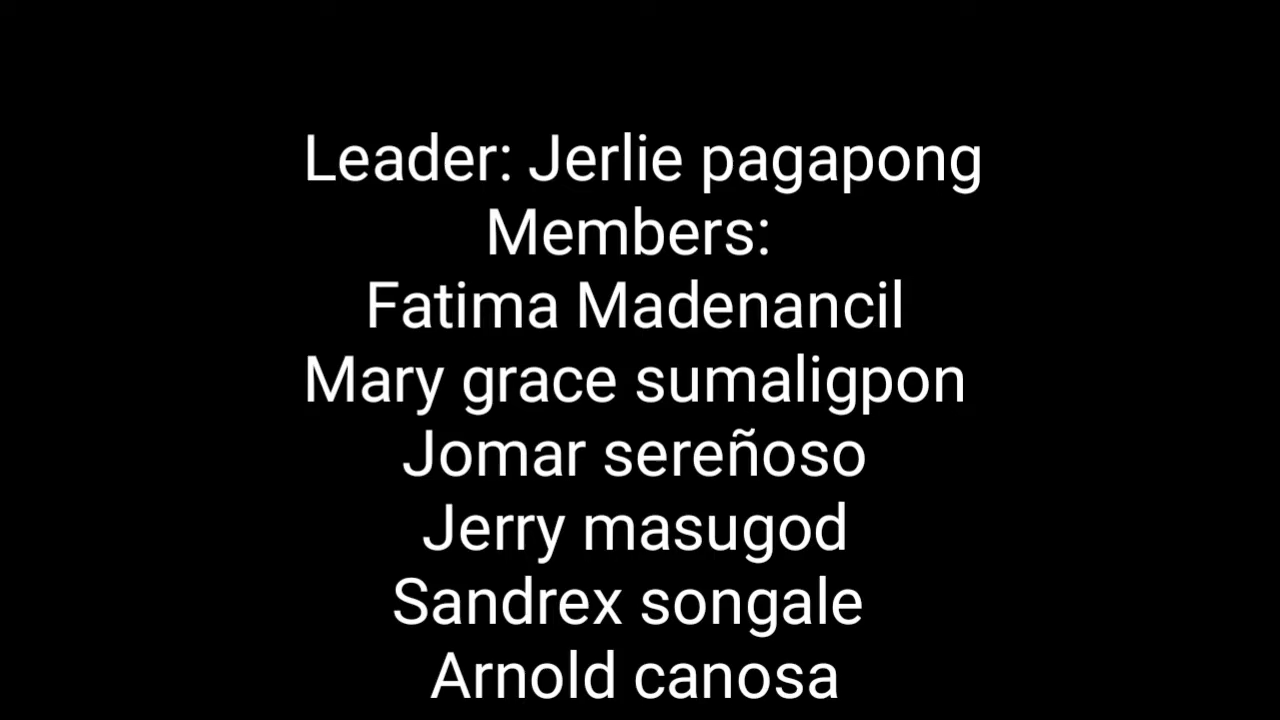 Leader: Jerlie pagapong
Members:
Fatima Madenancil
Mary grace sumaligpon
Jomar sereñoso
Jerry masugod
Sandrex songale
Arnold canosa